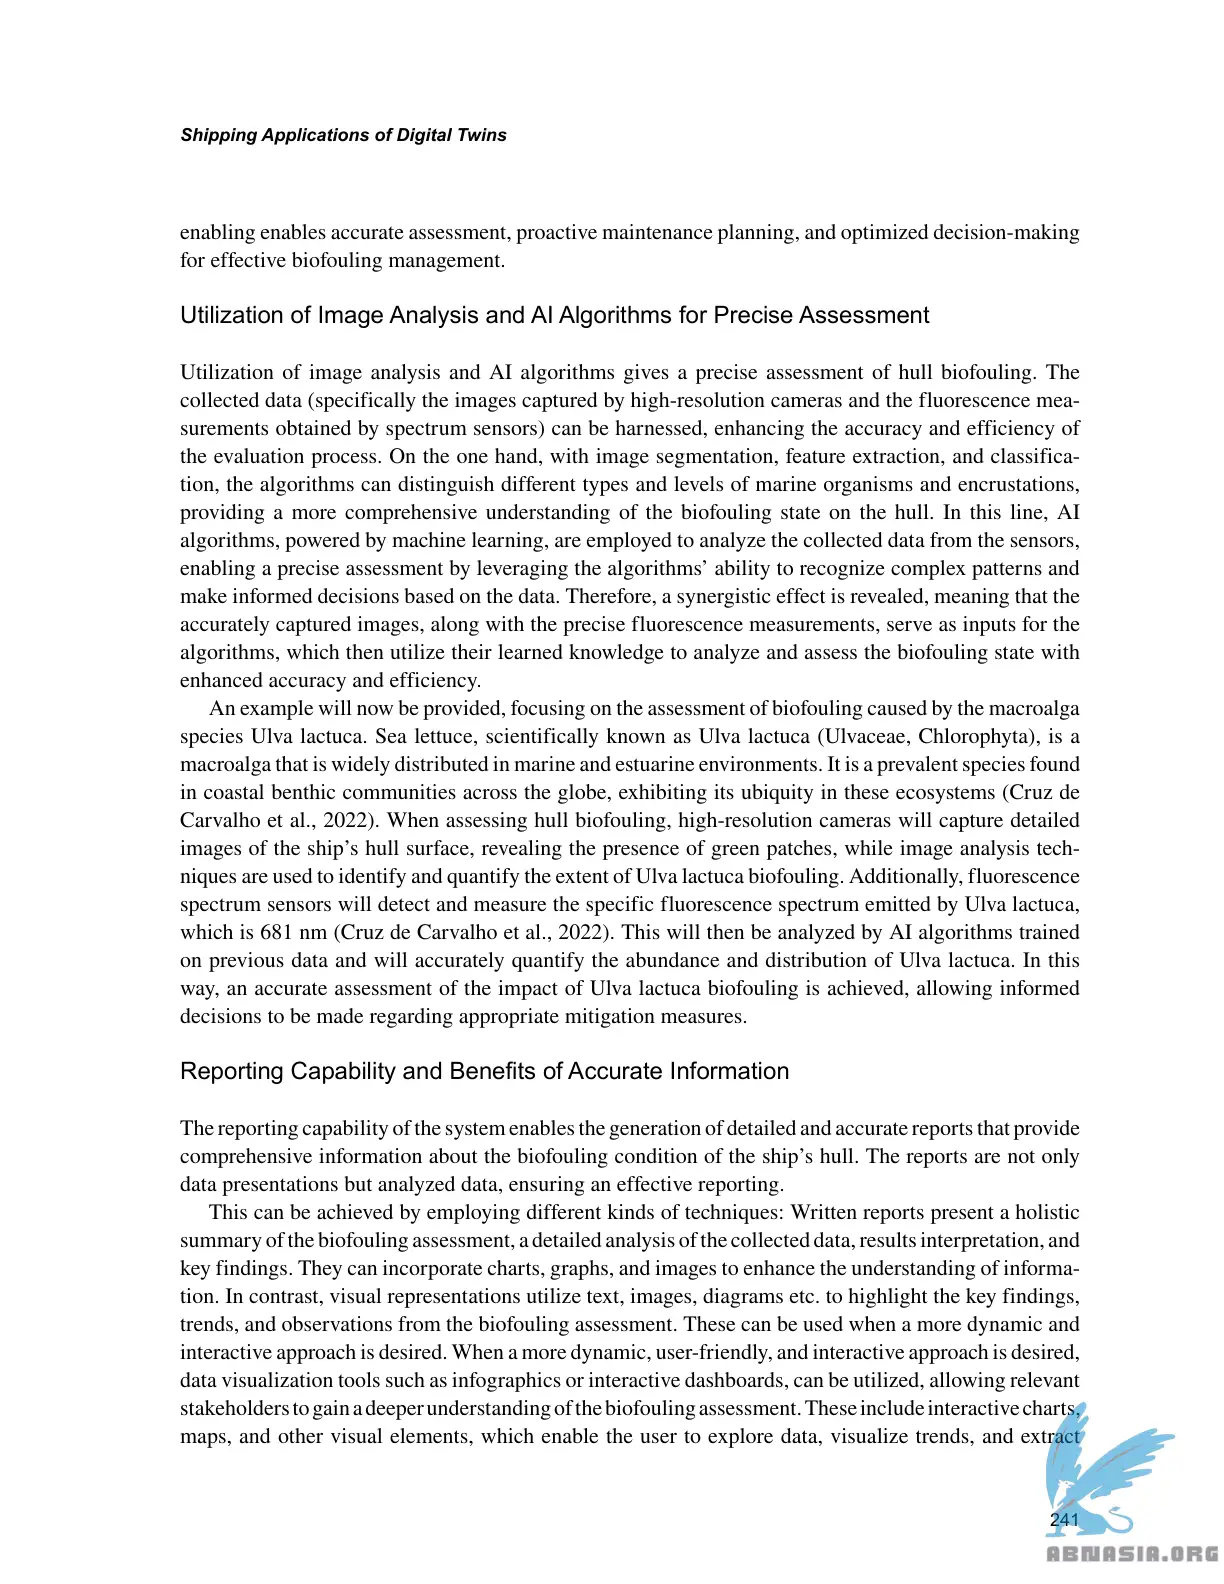 Shipping Applications of Digital Twins
enabling enables accurate assessment, proactive maintenance planning, and optimized decision-making
for effective biofouling management.
Utilization of Image Analysis and AI Algorithms for Precise Assessment
Utilization of image analysis and AI algorithms gives a precise assessment of hull biofouling. The
collected data (specifically the images captured by high-resolution cameras and the fluorescence mea-
surements obtained by spectrum sensors) can be harnessed, enhancing the accuracy and efficiency of
the evaluation process. On the one hand, with image segmentation, feature extraction, and classifica-
tion, the algorithms can distinguish different types and levels of marine organisms and encrustations,
providing a more comprehensive understanding of the biofouling state on the hull. In this line, AI
algorithms, powered by machine learning, are employed to analyze the collected data from the sensors,
enabling a precise assessment by leveraging the algorithms’ ability to recognize complex patterns and
make informed decisions based on the data. Therefore, a synergistic effect is revealed, meaning that the
accurately captured images, along with the precise fluorescence measurements, serve as inputs for the
algorithms, which then utilize their learned knowledge to analyze and assess the biofouling state with
enhanced accuracy and efficiency.
An example will now be provided, focusing on the assessment of biofouling caused by the macroalga
species Ulva lactuca. Sea lettuce, scientifically known as Ulva lactuca (Ulvaceae, Chlorophyta), is a
macroalga that is widely distributed in marine and estuarine environments. It is a prevalent species found
in coastal benthic communities across the globe, exhibiting its ubiquity in these ecosystems (Cruz de
Carvalho et al., 2022). When assessing hull biofouling, high-resolution cameras will capture detailed
images of the ship’s hull surface, revealing the presence of green patches, while image analysis tech-
niques are used to identify and quantify the extent of Ulva lactuca biofouling. Additionally, fluorescence
spectrum sensors will detect and measure the specific fluorescence spectrum emitted by Ulva lactuca,
which is 681 nm (Cruz de Carvalho et al., 2022). This will then be analyzed by AI algorithms trained
on previous data and will accurately quantify the abundance and distribution of Ulva lactuca. In this
way, an accurate assessment of the impact of Ulva lactuca biofouling is achieved, allowing informed
decisions to be made regarding appropriate mitigation measures.
Reporting Capability and Benefits of Accurate Information
The reporting capability of the system enables the generation of detailed and accurate reports that provide
comprehensive information about the biofouling condition of the ship’s hull. The reports are not only
data presentations but analyzed data, ensuring an effective reporting.
This can be achieved by employing different kinds of techniques: Written reports present a holistic
summary of the biofouling assessment, a detailed analysis of the collected data, results interpretation, and
key findings. They can incorporate charts, graphs, and images to enhance the understanding of informa-
tion. In contrast, visual representations utilize text, images, diagrams etc. to highlight the key findings,
trends, and observations from the biofouling assessment. These can be used when a more dynamic and
interactive approach is desired. When a more dynamic, user-friendly, and interactive approach is desired,
data visualization tools such as infographics or interactive dashboards, can be utilized, allowing relevant
stakeholders to gain a deeper understanding of the biofouling assessment. These include interactive charts,
maps, and other visual elements, which enable the user to explore data, visualize trends, and extract
241
ABNASIA.ORG